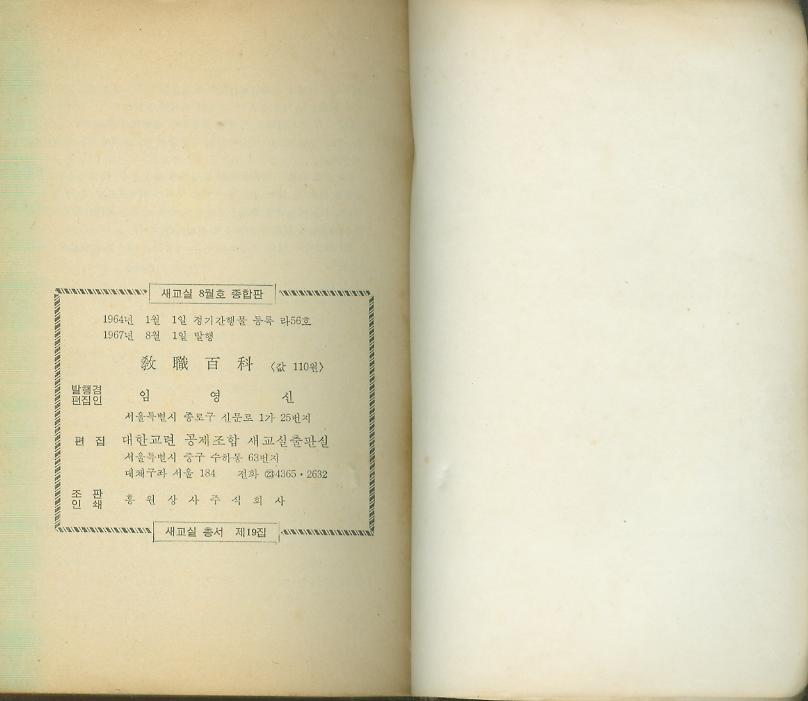 새교실 8월호 종합판
1964년 1월 1일 정기간행물 등록 라56호
1967년 8월 1일 발행
敎職百科 〈값 110원〉
발행겸
편집인 임영신
서울특별시 종로구 신문로 1가 25번지
편집 대한교련 공제조합 새교실출판실
서울특별시 중구 수하동 63번지
대체구좌 서울 184 전화 ㉓4365·2632
조판
인쇄 홍원상사주식회사
새교실 총서 제19집